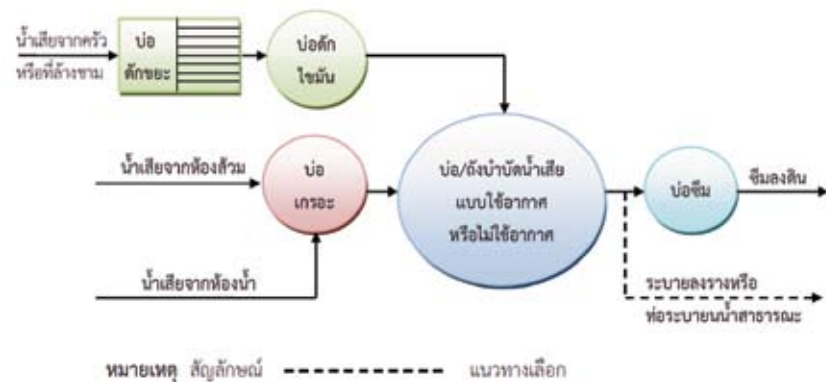 น้ำเสียจากครัว
หรือที่ล้างชาม
บ่อ
ดักขยะ
บ่อดัก
ไขมัน
น้ำเสียจากห้องส้วม
บ่อ
เกรอะ
น้ำเสียจากห้องน้ำ
บ่อ/ถังบำบัดน้ำเสีย
แบบใช้อากาศ
หรือไม่ใช้อากาศ
บ่อซึม
ซึมลงดิน
ระบายลงรางหรือ
ท่อระบายนน้ำสาธารณะ
หมายเหตุ สัญลักษณ์ แนวทางเลือก